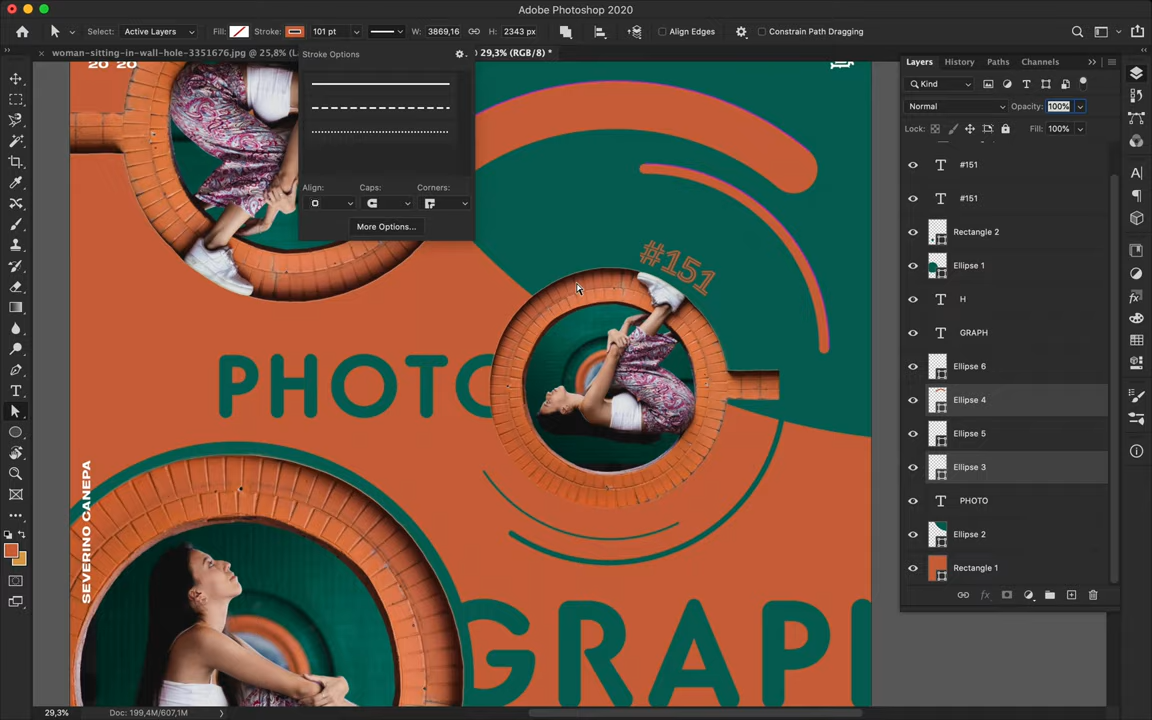 Adobe Photoshop 2020
Select: Active Layers Fill: Stroke: 101 pt W: 3869,16 H: 2343 px Align Edges Constrain Path Dragging
woman-sitting-in-wall-hole-3351676.jpg @ 25,8%
29,3% (RGB/8) *
Stroke Options
Align: Caps: Corners:
More Options...
20 20
#151
PHOTO
SEVERINO CANEPA
GRAPH
Layers History Paths Channels
Kind
Normal Opacity: 100%
Lock: Fill: 100%
#151
#151
Rectangle 2
Ellipse 1
H
GRAPH
Ellipse 6
Ellipse 4
Ellipse 5
Ellipse 3
PHOTO
Ellipse 2
Rectangle 1
29,3% Doc: 199,4M/607,1M